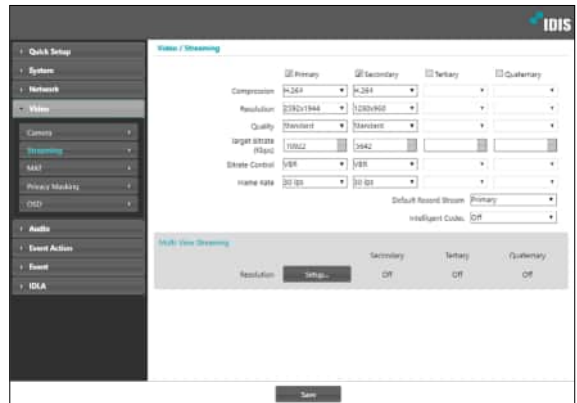 IDIS
Quick Setup
System
Network
Video
Camera
Streaming
MAT
Privacy Masking
OSD
Audio
Event Action
Event
IDLA
Video / Streaming
Primary Secondary Tertiary Quaternary
Compression H.264 H.264
Resolution 2592x1944 1280x960
Quality Standard Standard
Target Bitrate (Kbps) 10922 5642
Bitrate Control VBR VBR
Frame Rate 30 ips 30 ips
Default Record Stream Primary
Intelligent Codec Off
Multi View Streaming
Secondary Tertiary Quaternary
Resolution Setup... Off Off Off
Save